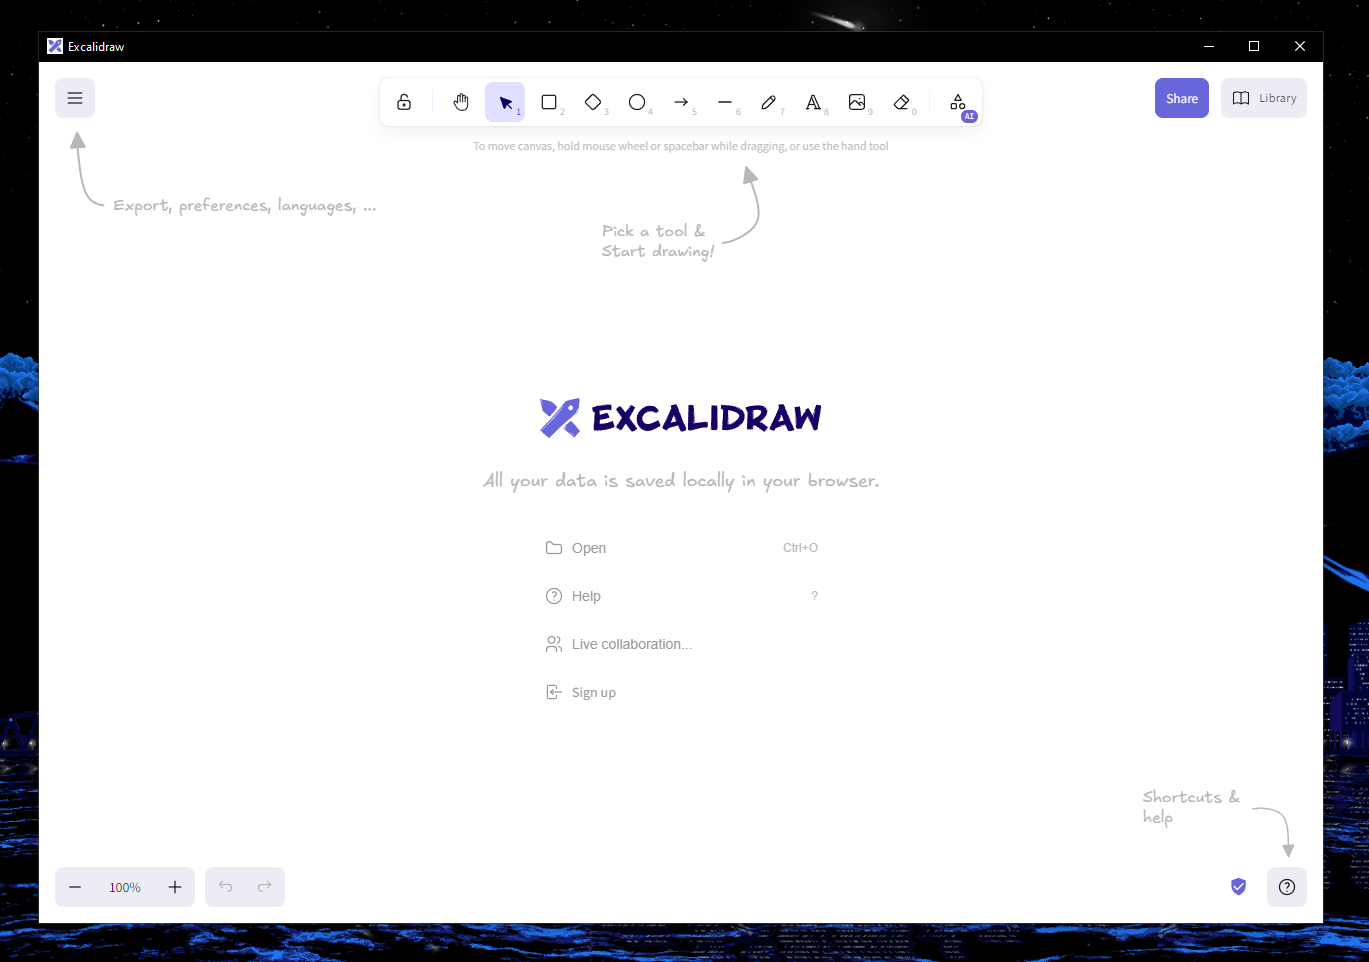 Excalidraw
1
2
3
4
5
6
7
8
9
0
AI
Share
Library
To move canvas, hold mouse wheel or spacebar while dragging, or use the hand tool
Export, preferences, languages, ...
Pick a tool &
Start drawing!
EXCALIDRAW
All your data is saved locally in your browser.
Open Ctrl+O
Help ?
Live collaboration...
Sign up
Shortcuts &
help
100%